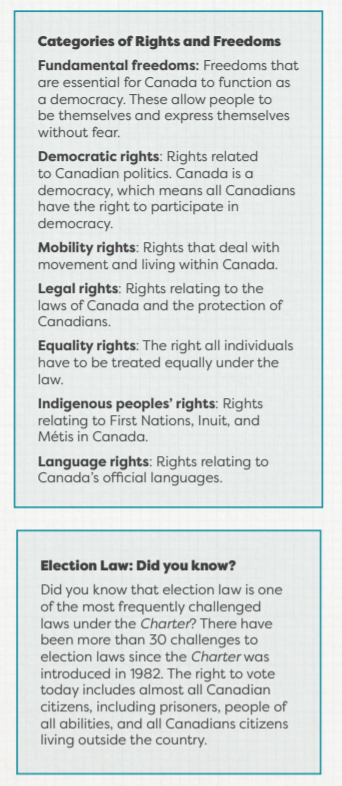 Categories of Rights and Freedoms
Fundamental freedoms: Freedoms that
are essential for Canada to function as
a democracy. These allow people to
be themselves and express themselves
without fear.
Democratic rights: Rights related
to Canadian politics. Canada is a
democracy, which means all Canadians
have the right to participate in
democracy.
Mobility rights: Rights that deal with
movement and living within Canada.
Legal rights: Rights relating to the
laws of Canada and the protection of
Canadians.
Equality rights: The right all individuals
have to be treated equally under the
law.
Indigenous peoples' rights: Rights
relating to First Nations, Inuit, and
Métis in Canada.
Language rights: Rights relating to
Canada's official languages.
Election Law: Did you know?
Did you know that election law is one
of the most frequently challenged
laws under the Charter? There have
been more than 30 challenges to
election laws since the Charter was
introduced in 1982. The right to vote
today includes almost all Canadian
citizens, including prisoners, people of
all abilities, and all Canadians citizens
living outside the country.